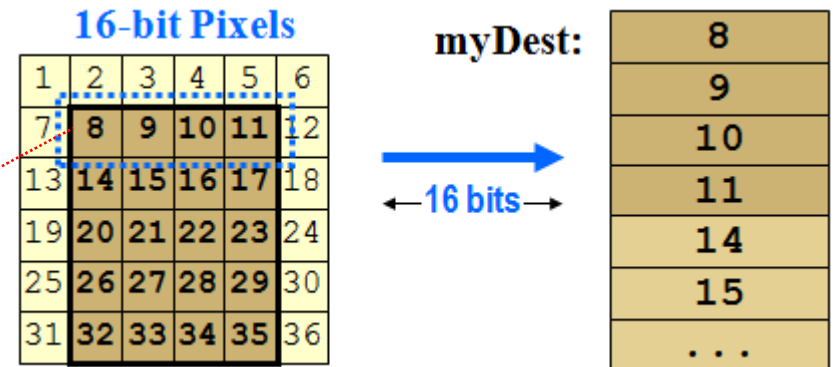 16-bit Pixels
1 2 3 4 5 6
7 8 9 10 11 12
13 14 15 16 17 18
19 20 21 22 23 24
25 26 27 28 29 30
31 32 33 34 35 36
16 bits
myDest:
8
9
10
11
14
15
...